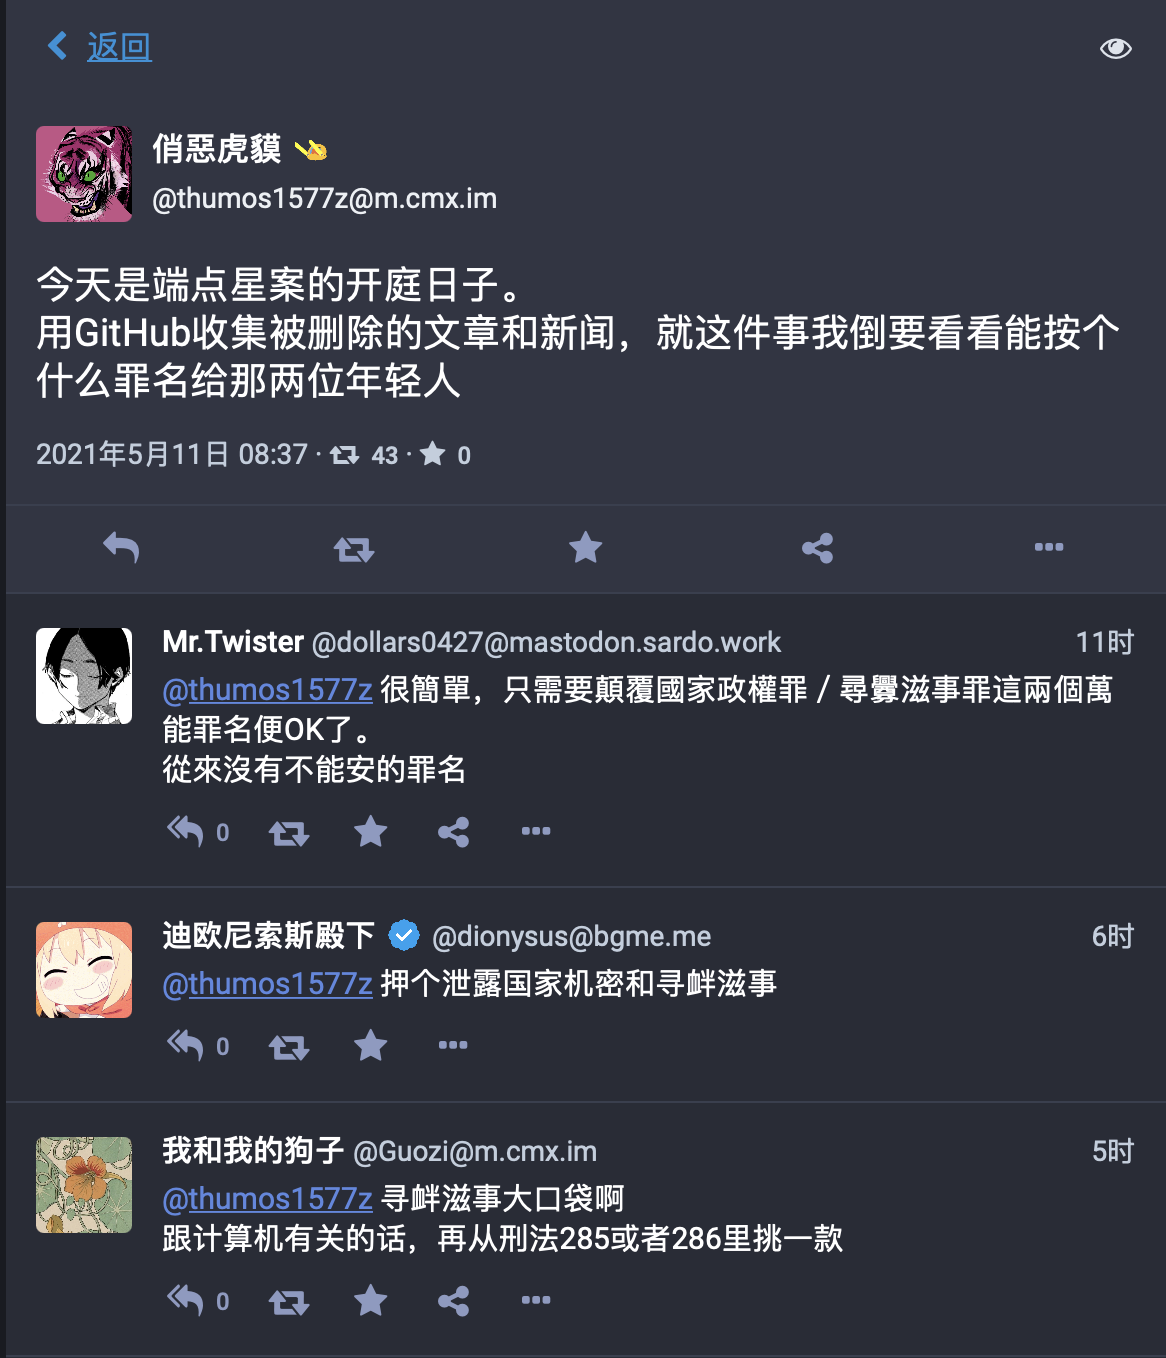 返回
俏惡虎貘
@thumos1577z@m.cmx.im
今天是端点星案的开庭日子。
用GitHub收集被删除的文章和新闻，就这件事我倒要看看能按个
什么罪名给那两位年轻人
2021年5月11日 08:37 · 43 · 0
Mr.Twister @dollars0427@mastodon.sardo.work 11时
@thumos1577z 很簡單，只需要顛覆國家政權罪 / 尋釁滋事罪這兩個萬
能罪名便OK了。
從來沒有不能安的罪名
0
迪欧尼索斯殿下 @dionysus@bgme.me 6时
@thumos1577z 押个泄露国家机密和寻衅滋事
0
我和我的狗子 @Guozi@m.cmx.im 5时
@thumos1577z 寻衅滋事大口袋啊
跟计算机有关的话，再从刑法285或者286里挑一款
0